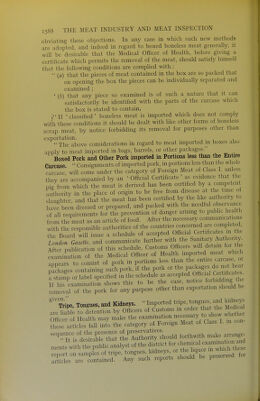 1588 THE MEAT INDUSTRY AND MEAT INSPECTION
obviating these objections. In any case in which such new methods
are adopted, and indeed in regard to boxed boneless meat generally, it
will be desirable that the Medical Officer of Health, before giving a
certificate which permits the removal of the meat, should satisfy himself
that the following conditions are complied with:
" (a) that the pieces of meat contained in the box are so packed that
on opening the box the pieces can be individually separated and
examined;
" (b) that any piece so examined is of such a nature that it can
satisfactorily be identified with the parts of the carcase which
the box is stated to contain.
" If ' classified ' boneless meat is imported which does not comply
with these conditions it should be dealt with like other forms of boneless
scrap meat, by notice forbidding its removal for purposes other than
exportation.
" The above considerations in regard to meat imported in boxes also
apply to meat imported in bags, barrels, or other packages."
Boxed Pork and Other Pork imported in Portions less than the Entire
Carcase. " Consignments of imported pork, in portions less than the whole
carcase, will come under the category of Foreign Meat of Class I. unless
they are accompanied by an ' Official Certificate ' as evidence that the
pig from which the meat is derived has been certified by a competent
authority in the place of origin to be free from disease at the time of
slaughter, and that the meat has been certified by the like authority to
have been dressed or prepared, and packed with the needful observance
of all requirements for the prevention of danger arising to public health
from the meat as an article of food. After the necessary communications
with the responsible authorities of the countries concerned are completed,
the Board will issue a schedule of accepted Official Certificates in the
London Gazette, and communicate further with the Sanitary Authority.
After publication of this schedule, Customs Officers will detain for the
examination of the Medical Officer of Health imported meat which
appears to consist of pork in portions less than the entire carcase, or
packages containing such pork, if the pork or the packages do not bear
a stamp or label specified in the schedule as accepted Official Certificates.
If his examination shows this to be the case, notice forbidding the
removal of the pork for any purpose other than exportation should be
given."
Tripe, Tongues, and Kidneys. " Imported tripe, tongues, and kidneys
are liable to detention by Officers of Customs in order that the Medical
Officer of Health may make the examination necessary to show whether
these articles fall into the category of Foreign Meat of Class I. in consequence
of the presence of preservatives.
" It is desirable that the Authority should forthwith make arrangements
with the public analyst of the district for chemical examination and
report on samples of tripe, tongues, kidneys, or the liquor in which these
articles are contained. Any such reports should be preserved for